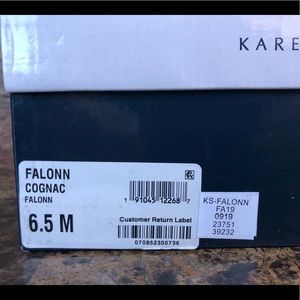 KARE
FALONN
COGNAC
FALONN
6.5 M
1 91045 12268 7
Customer Return Label
070852300736
KS-FALONN
FA19
0919
23751
39232